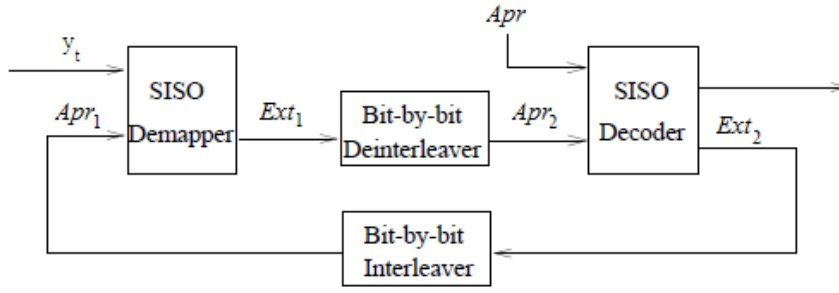 y_t
Apr
SISO
Demapper
Apr_1
Ext_1
Bit-by-bit
Deinterleaver
Apr_2
SISO
Decoder
Ext_2
Bit-by-bit
Interleaver